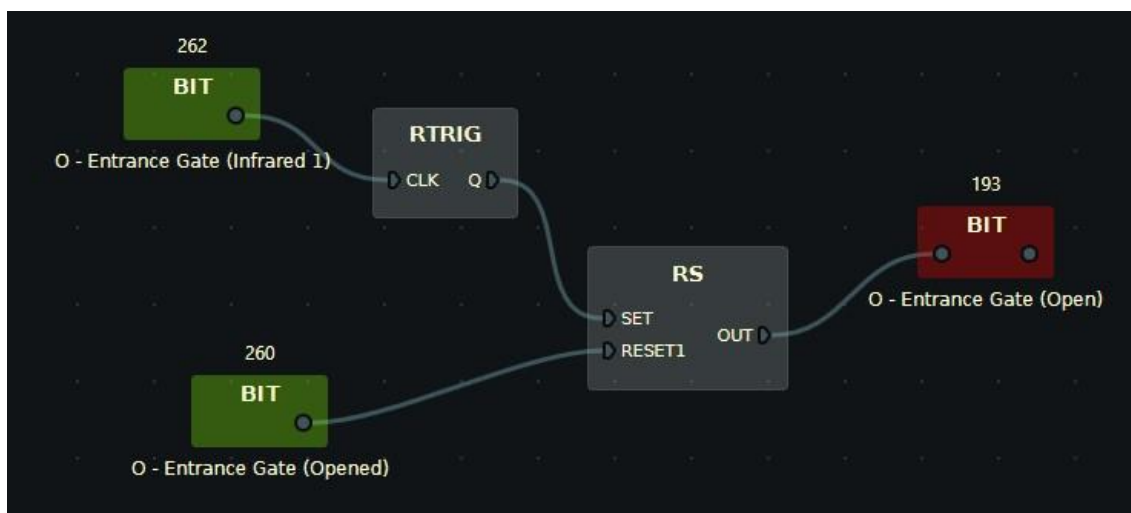 262
BIT
O - Entrance Gate (Infrared 1)
RTRIG
CLK Q
193
BIT
O - Entrance Gate (Open)
RS
SET
OUT
RESET1
260
BIT
O - Entrance Gate (Opened)